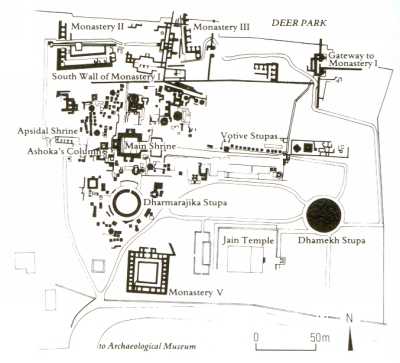 DEER PARK
Monastery II
Monastery III
Gateway to
Monastery I
South Wall of Monastery I
Apsidal Shrine
Ashoka's Column
Main Shrine
Votive Stupas
Dharmarajika Stupa
Jain Temple
Dhamekh Stupa
Monastery V
to Archaeological Museum
0 50m
N